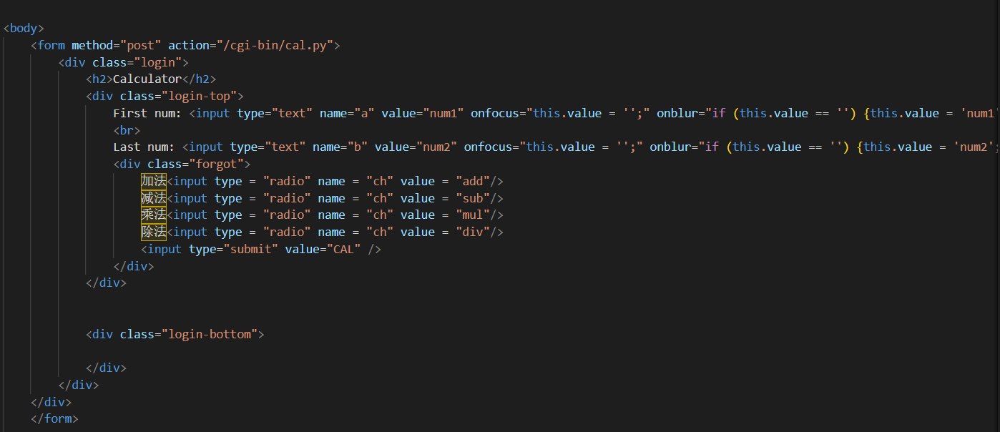 <body>
<form method="post" action="/cgi-bin/cal.py">
<div class="login">
<h2>Calculator</h2>
<div class="login-top">
First num: <input type="text" name="a" value="num1" onfocus="this.value = '';" onblur="if (this.value == '') {this.value = 'num1'
<br>
Last num: <input type="text" name="b" value="num2" onfocus="this.value = '';" onblur="if (this.value == '') {this.value = 'num2';
<div class="forgot">
加法<input type = "radio" name = "ch" value = "add"/>
减法<input type = "radio" name = "ch" value = "sub"/>
乘法<input type = "radio" name = "ch" value = "mul"/>
除法<input type = "radio" name = "ch" value = "div"/>
<input type="submit" value="CAL" />
</div>
</div>
<div class="login-bottom">
</div>
</div>
</div>
</form>